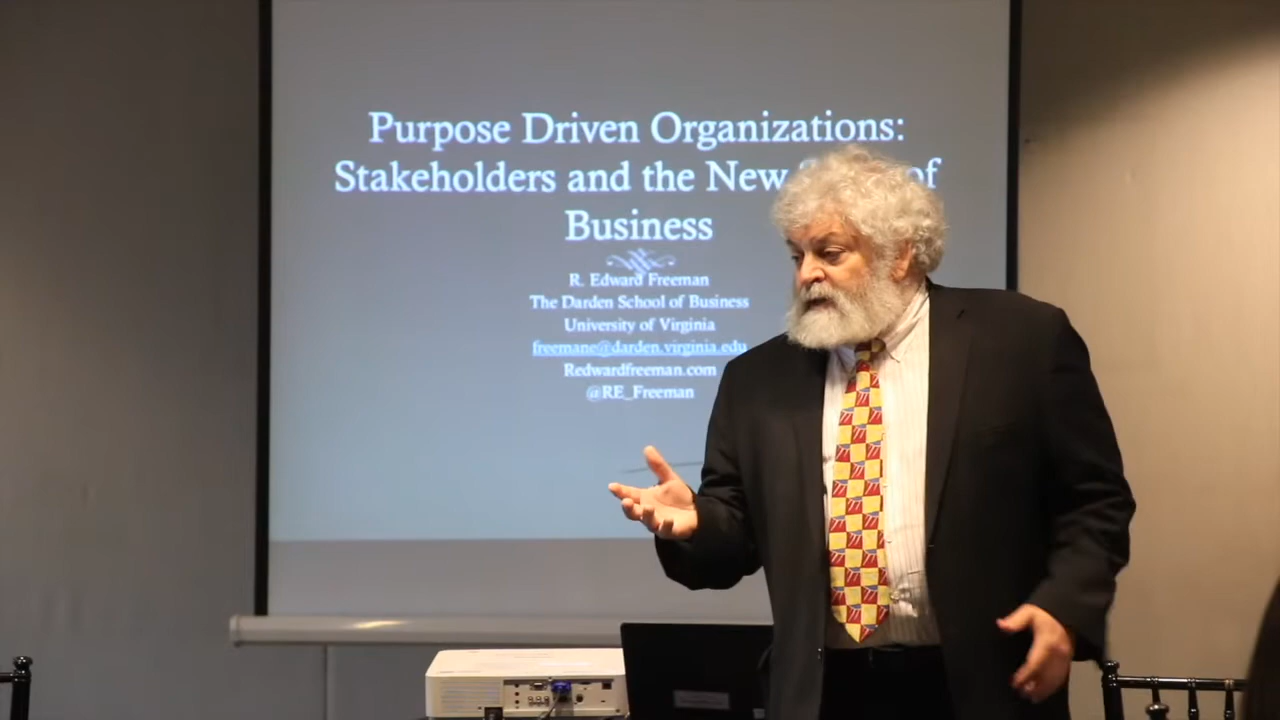 Purpose Driven Organizations:
Stakeholders and the New of
Business
R. Edward Freeman
The Darden School of Business
University of Virginia
freemane@darden.virginia.edu
Redwardfreeman.com
@RE_Freeman